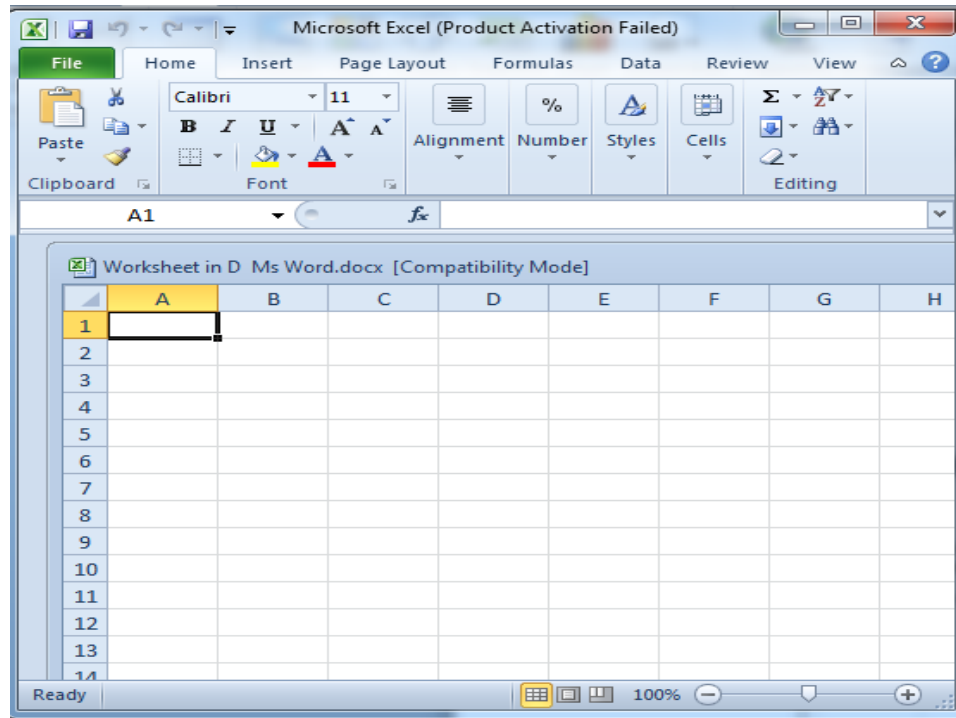 Microsoft Excel (Product Activation Failed)
File Home Insert Page Layout Formulas Data Review View
Calibri 11
Paste B I U A A A Alignment Number % Styles A Cells Σ A Z
Clipboard Font Editing
A1 fx
Worksheet in D Ms Word.docx [Compatibility Mode]
A B C D E F G H
1
2
3
4
5
6
7
8
9
10
11
12
13
14
Ready 100%